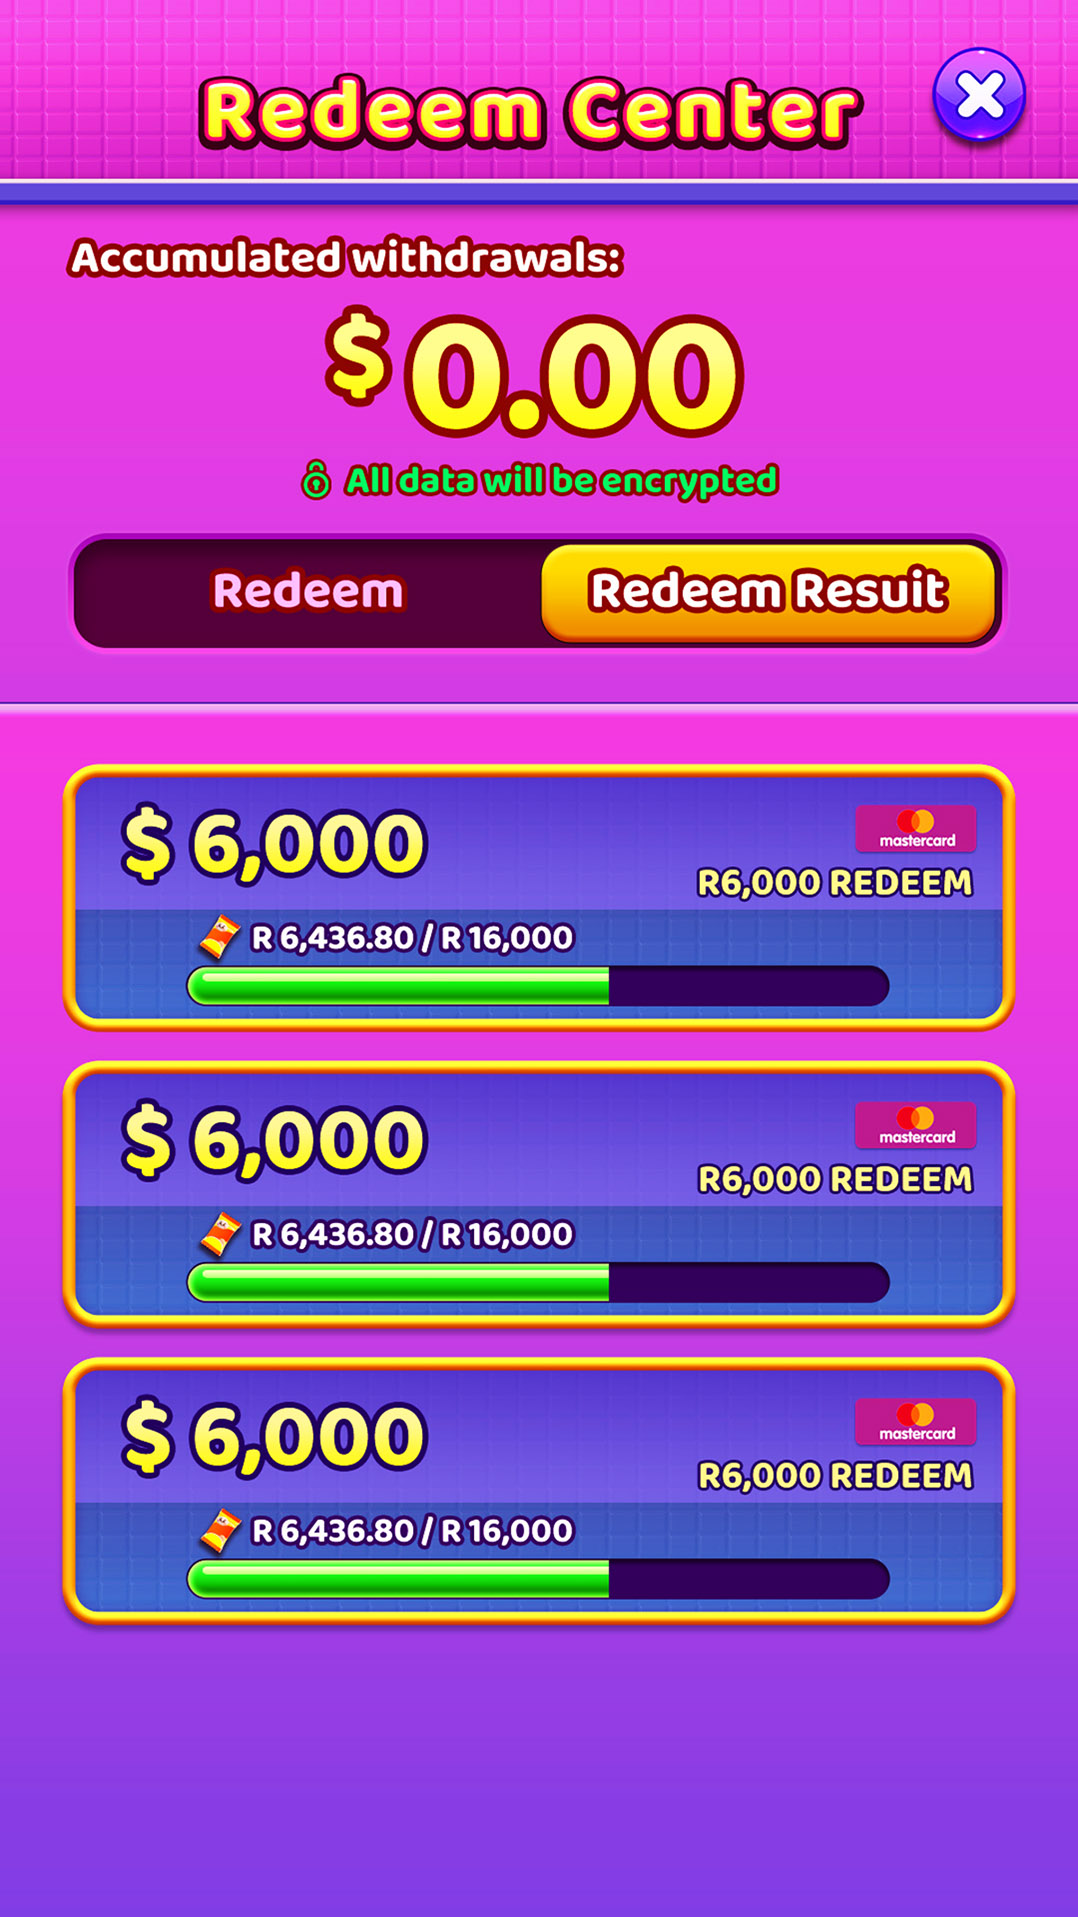 Redeem Center
Accumulated withdrawals:
$0.00
All data will be encrypted
Redeem
Redeem Resuit
$ 6,000
mastercard
R6,000 REDEEM
R 6,436.80 / R 16,000
$ 6,000
mastercard
R6,000 REDEEM
R 6,436.80 / R 16,000
$ 6,000
mastercard
R6,000 REDEEM
R 6,436.80 / R 16,000